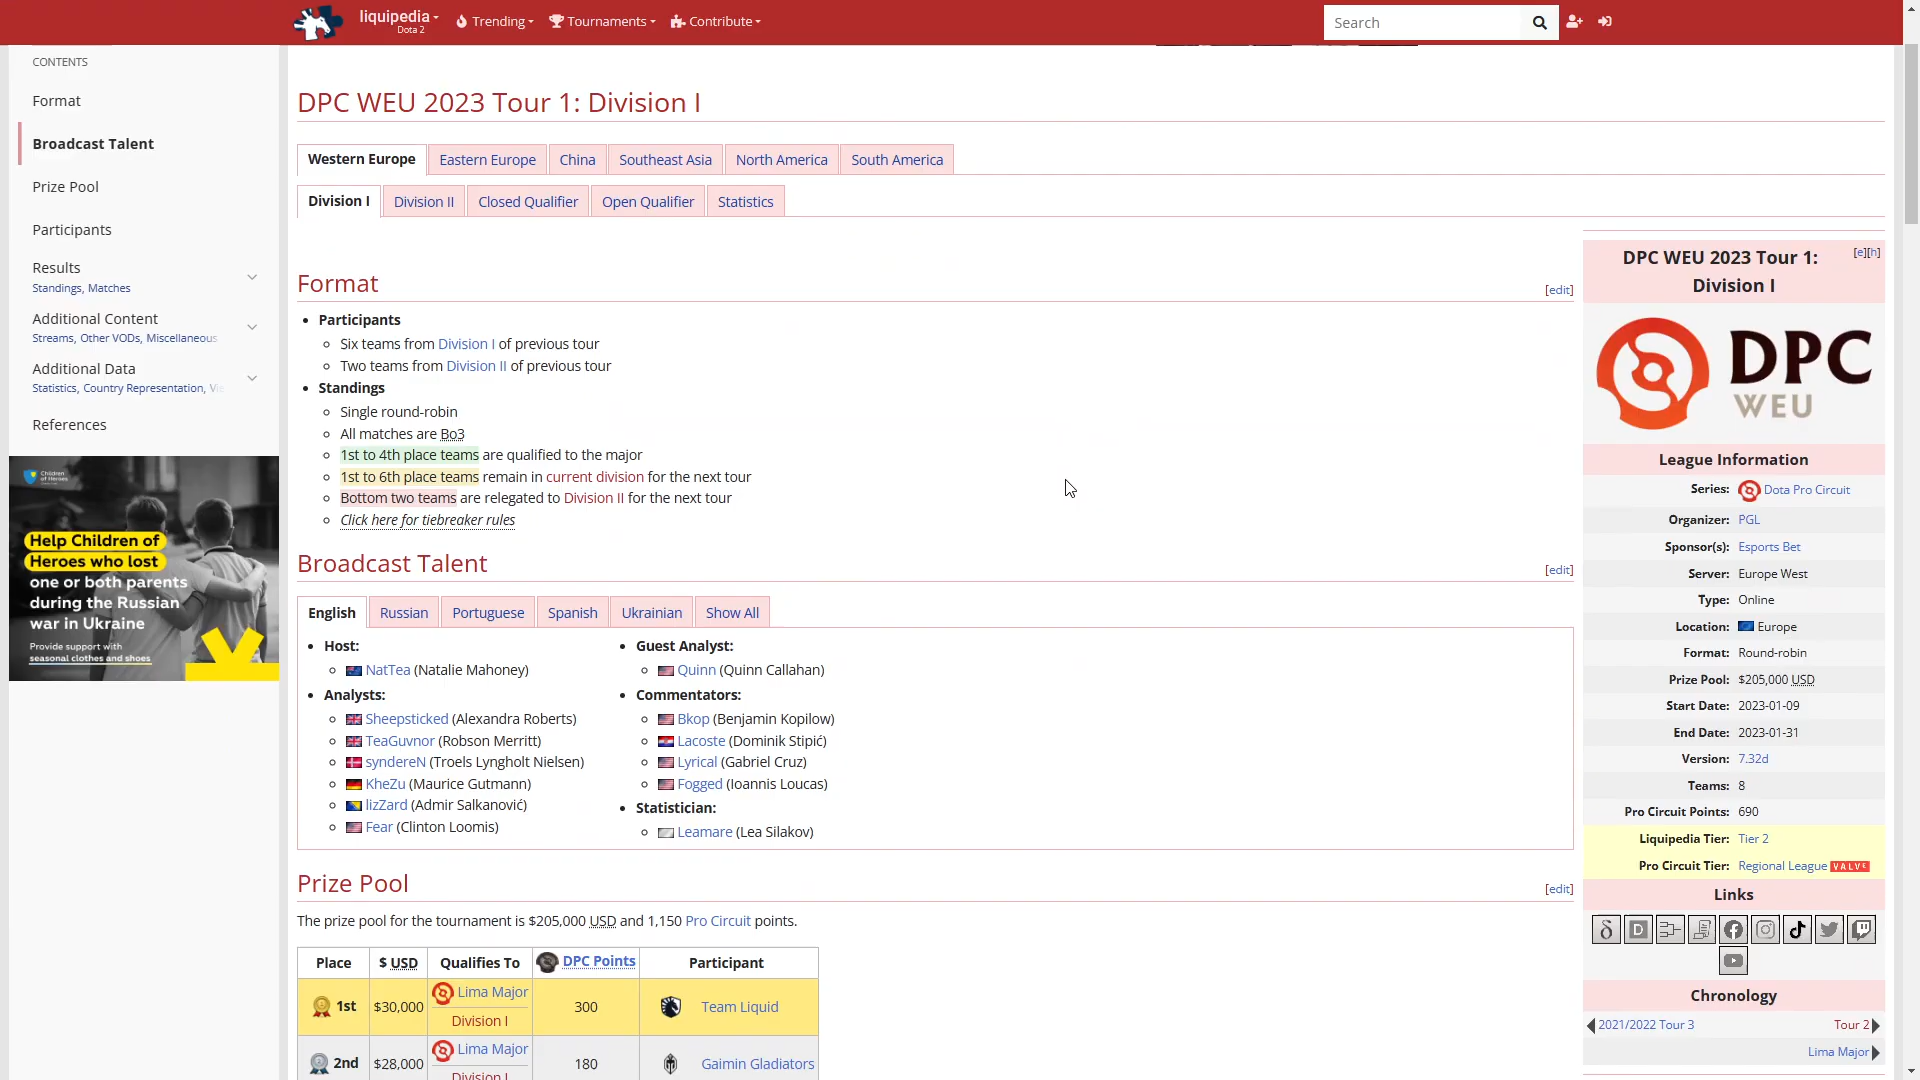 liquipedia
Dota 2
Trending
Tournaments
Contribute
Search
CONTENTS
Format
Broadcast Talent
Prize Pool
Participants
Results
Standings, Matches
Additional Content
Streams, Other VODs, Miscellaneous
Additional Data
Statistics, Country Representation, Vi
References
Children of
Heroes
Help Children of
Heroes who lost
one or both parents
during the Russian
war in Ukraine
Provide support with
seasonal clothes and shoes
DPC WEU 2023 Tour 1: Division I
Western Europe
Eastern Europe
China
Southeast Asia
North America
South America
Division I
Division II
Closed Qualifier
Open Qualifier
Statistics
Format
[edit]
Participants
Six teams from Division I of previous tour
Two teams from Division II of previous tour
Standings
Single round-robin
All matches are Bo3
1st to 4th place teams are qualified to the major
1st to 6th place teams remain in current division for the next tour
Bottom two teams are relegated to Division II for the next tour
Click here for tiebreaker rules
Broadcast Talent
[edit]
English
Russian
Portuguese
Spanish
Ukrainian
Show All
Host:
NatTea (Natalie Mahoney)
Analysts:
Sheepsticked (Alexandra Roberts)
TeaGuvnor (Robson Merritt)
syndereN (Troels Lyngholt Nielsen)
KheZu (Maurice Gutmann)
lizZard (Admir Salkanović)
Fear (Clinton Loomis)
Guest Analyst:
Quinn (Quinn Callahan)
Commentators:
Bkop (Benjamin Kopilow)
Lacoste (Dominik Stipić)
Lyrical (Gabriel Cruz)
Fogged (Ioannis Loucas)
Statistician:
Leamare (Lea Silakov)
Prize Pool
[edit]
The prize pool for the tournament is $205,000 USD and 1,150 Pro Circuit points.
Place
$ USD
Qualifies To
DPC Points
Participant
1st
$30,000
Lima Major
Division I
300
Team Liquid
2nd
$28,000
Lima Major
Division I
180
Gaimin Gladiators
[e][h]
DPC WEU 2023 Tour 1:
Division I
DPC
WEU
League Information
Series: Dota Pro Circuit
Organizer: PGL
Sponsor(s): Esports Bet
Server: Europe West
Type: Online
Location: Europe
Format: Round-robin
Prize Pool: $205,000 USD
Start Date: 2023-01-09
End Date: 2023-01-31
Version: 7.32d
Teams: 8
Pro Circuit Points: 690
Liquipedia Tier: Tier 2
Pro Circuit Tier: Regional League VALVE
Links
Chronology
2021/2022 Tour 3
Tour 2
Lima Major